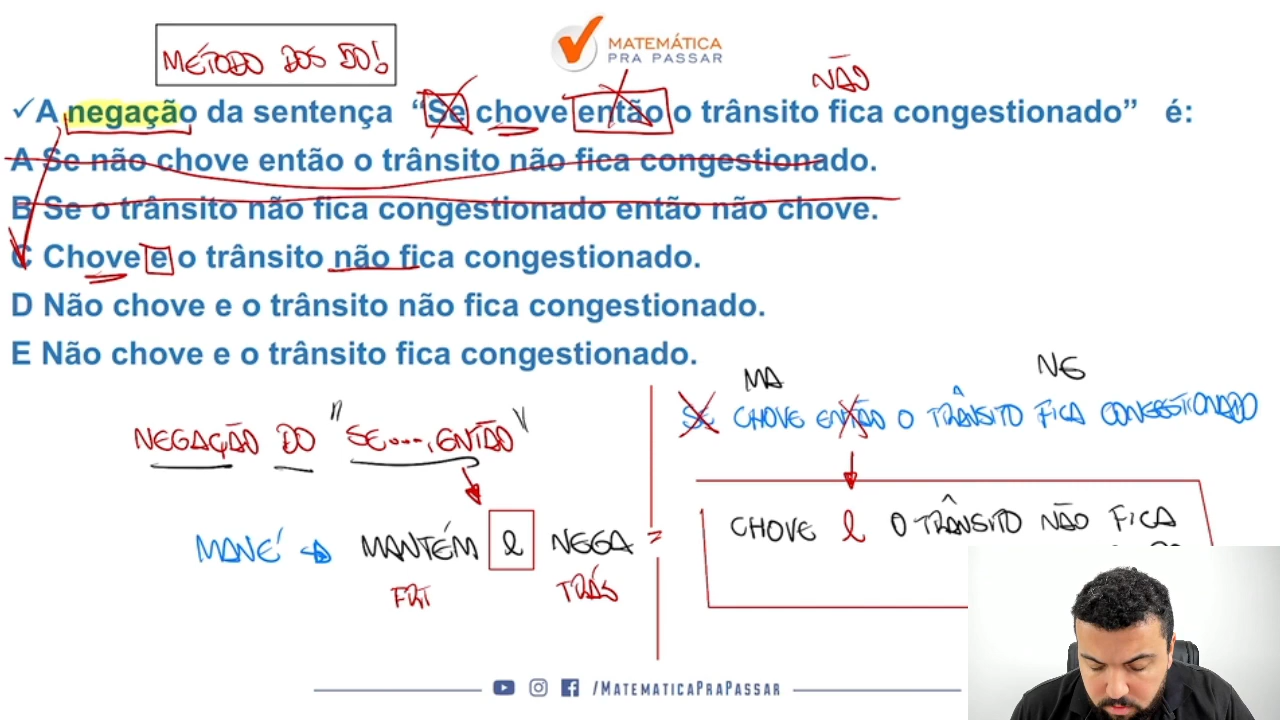 MÉTODO DOS 50!
MATEMÁTICA
PRA PASSAR
NÃO
✓A negação da sentença “Se chove então o trânsito fica congestionado” é:
A Se não chove então o trânsito não fica congestionado.
B Se o trânsito não fica congestionado então não chove.
C Chove e o trânsito não fica congestionado.
D Não chove e o trânsito não fica congestionado.
E Não chove e o trânsito fica congestionado.
MA NE
SE CHOVE ENTÃO O TRÂNSITO FICA CONGESTIONADO
NEGAÇÃO DO "SE...,ENTÃO"
CHOVE e O TRÂNSITO NÃO FICA
MANÉ → MANTÉM e NEGA =
FRT TRÁS
/MATEMATICAPRAPASSAR